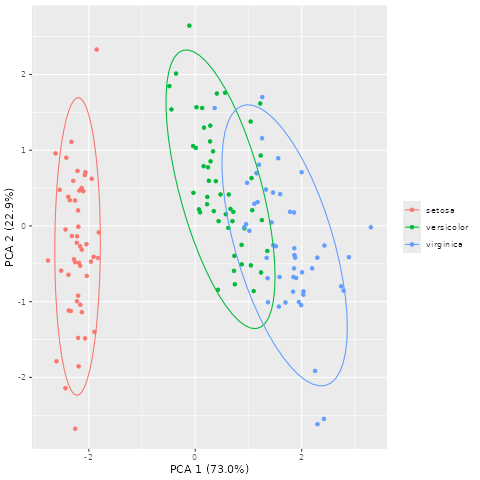 2
1
0
-1
-2
PCA 2 (22.9%)
-2
0
2
PCA 1 (73.0%)
setosa
versicolor
virginica